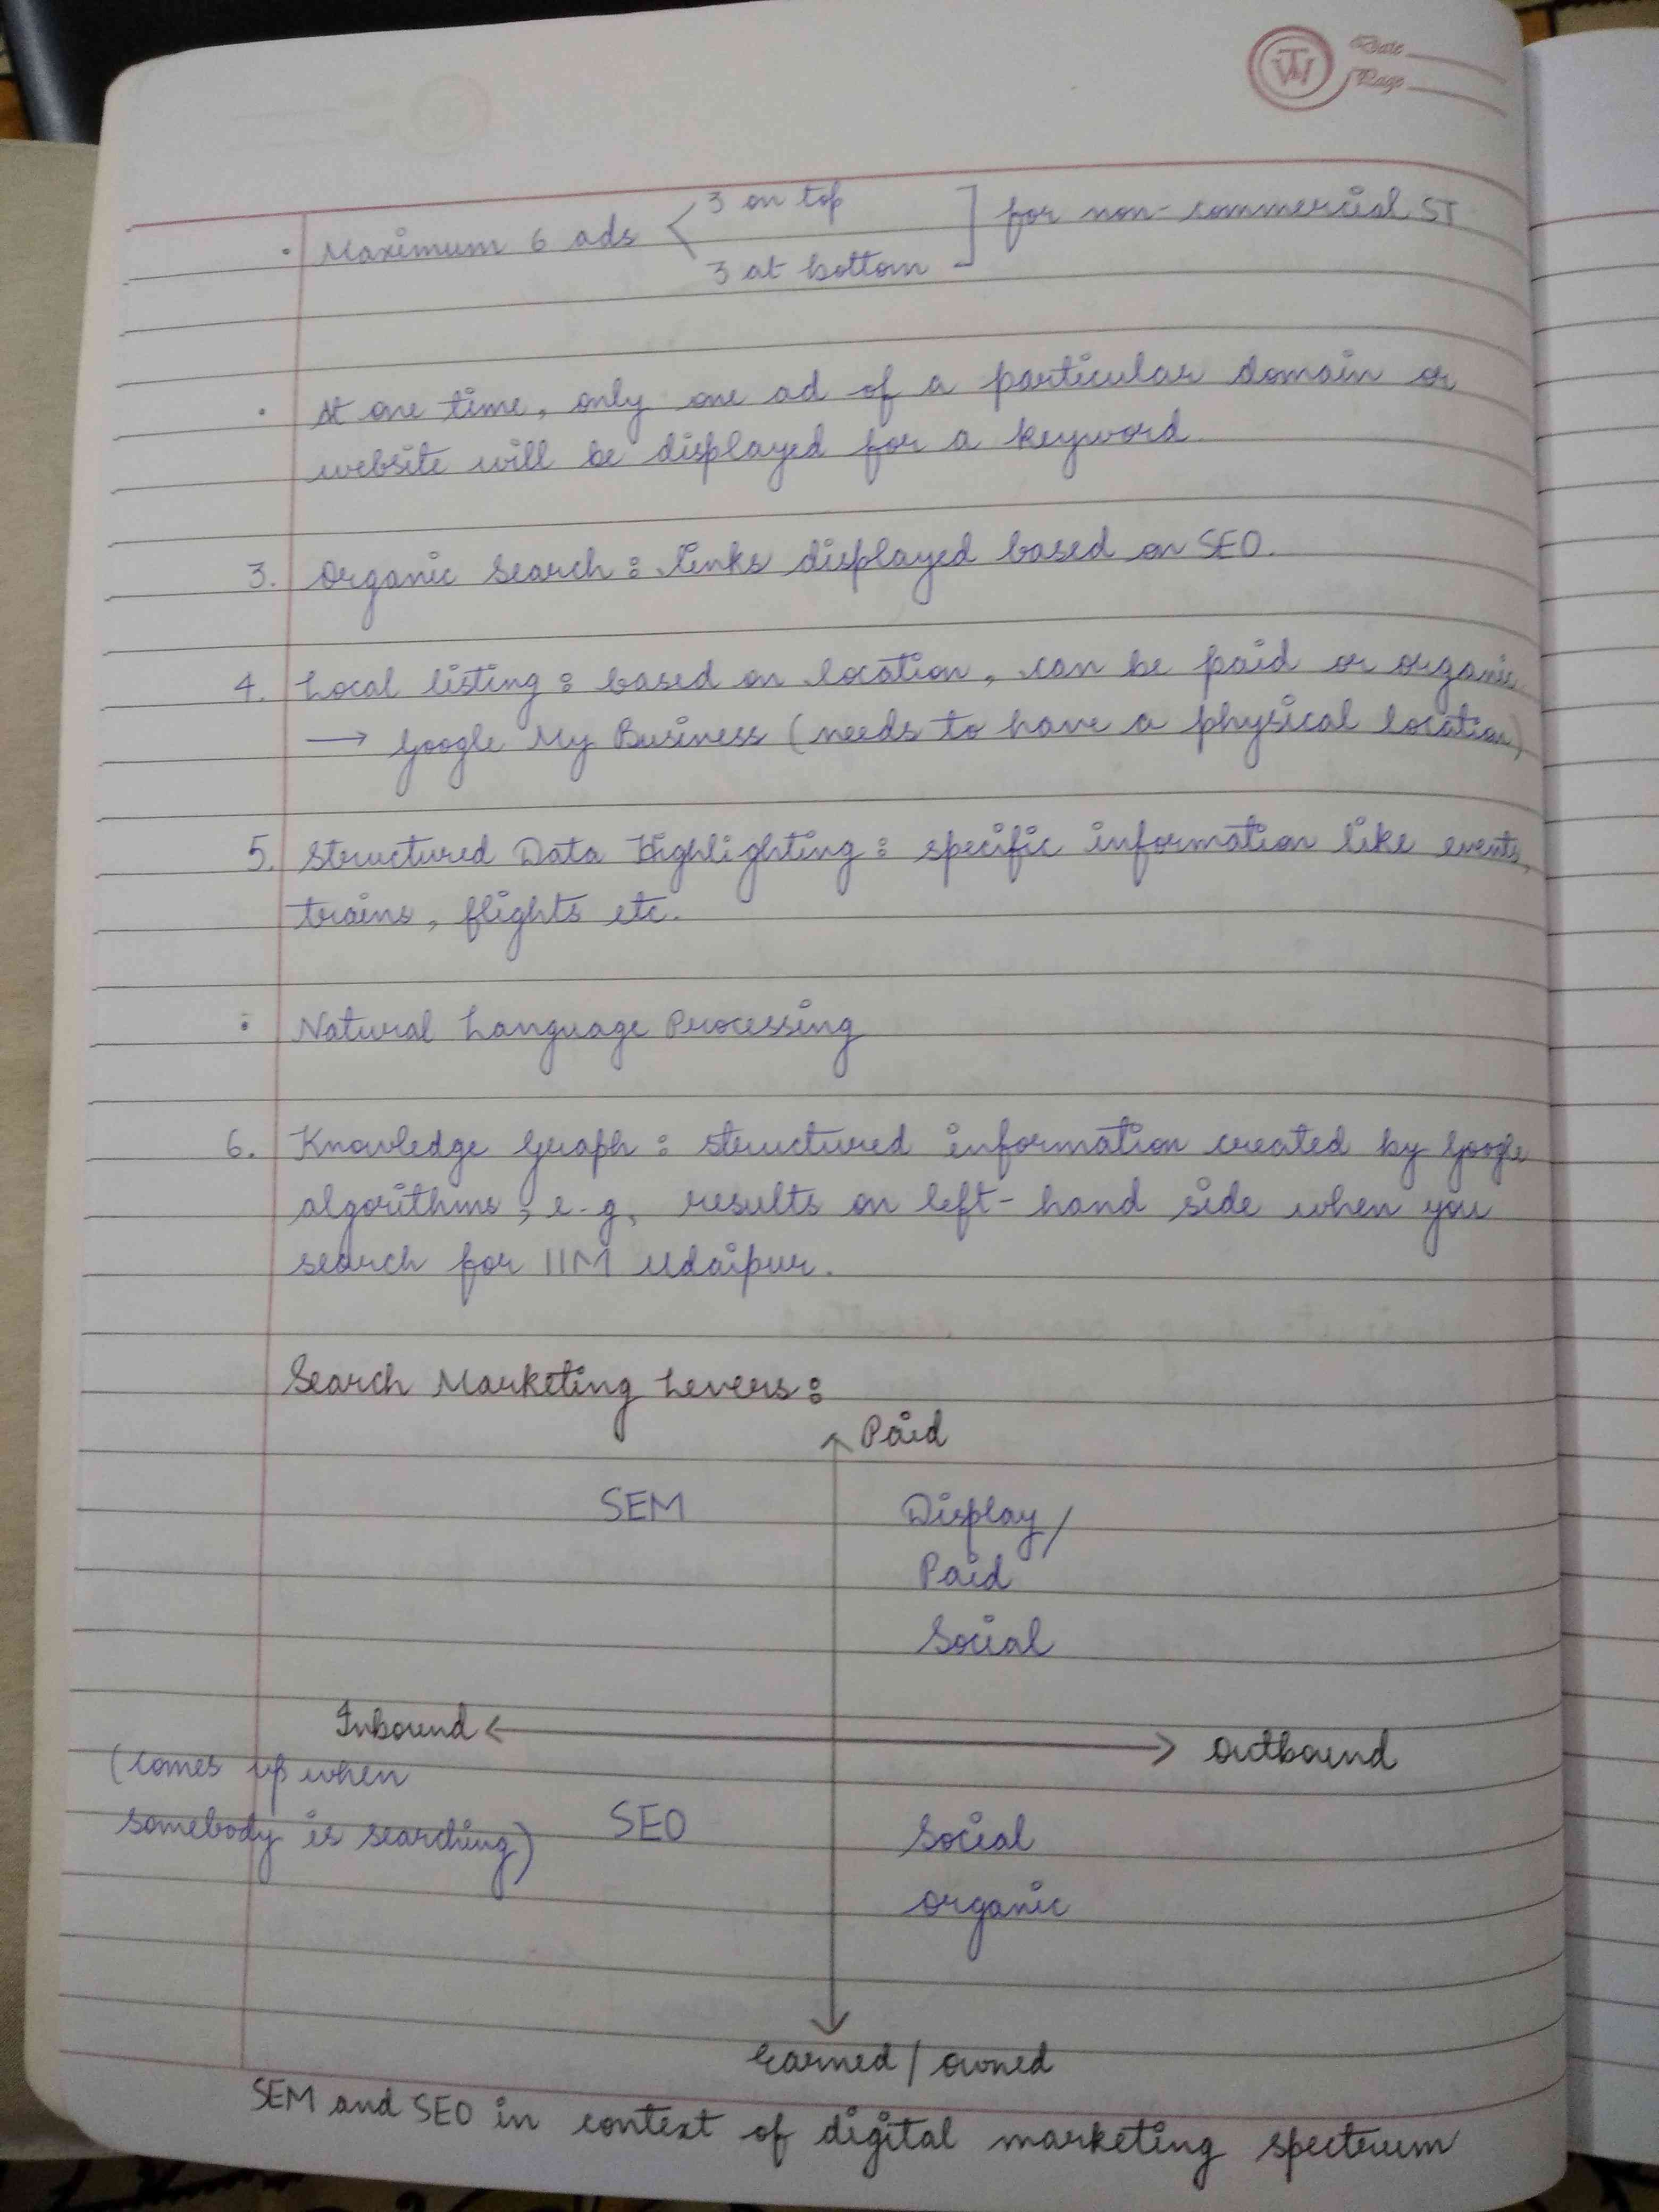 TW
Date
Page
3 on top
• Maximum 6 ads < ] for non-commercial ST
3 at bottom
• At one time, only one ad of a particular domain or
website will be displayed for a keyword.
3. Organic Search : Links displayed based on SEO.
4. Local listing : based on location, can be paid or organic.
→ Google My Business (needs to have a physical location)
5. Structured Data Highlighting : specific information like events,
trains, flights etc.
• Natural Language Processing
6. Knowledge Graph : structured information created by Google
algorithms, e.g, results on left-hand side when you
search for IIM Udaipur.
Search Marketing Levers :
Paid
SEM Display/
Paid
Social
Inbound
Outbound
(comes up when
somebody is searching) SEO Social
organic
Earned/owned
SEM and SEO in context of digital marketing spectrum